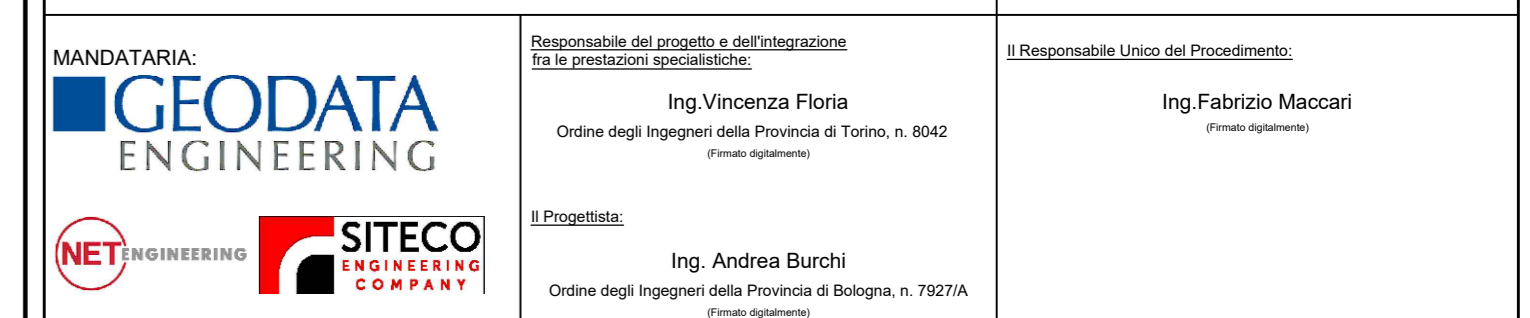 MANDATARIA:
GEODATA
ENGINEERING
NET ENGINEERING
SITECO
ENGINEERING
COMPANY
Responsabile del progetto e dell'integrazione
fra le prestazioni specialistiche:
Ing.Vincenza Floria
Ordine degli Ingegneri della Provincia di Torino, n. 8042
(Firmato digitalmente)
Il Progettista:
Ing. Andrea Burchi
Ordine degli Ingegneri della Provincia di Bologna, n. 7927/A
(Firmato digitalmente)
Il Responsabile Unico del Procedimento:
Ing.Fabrizio Maccari
(Firmato digitalmente)